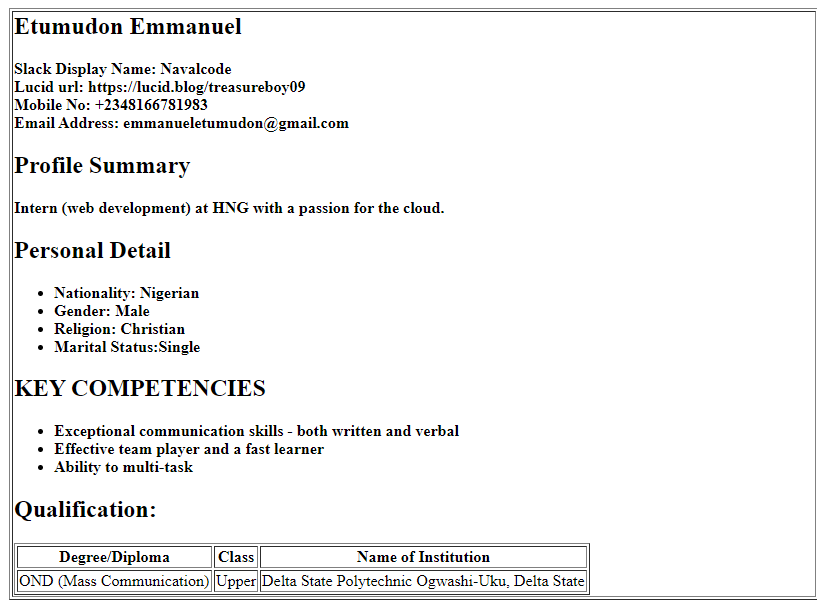 Etumudon Emmanuel
Slack Display Name: Navalcode
Lucid url: https://lucid.blog/treasureboy09
Mobile No: +2348166781983
Email Address: emmanueletumudon@gmail.com
Profile Summary
Intern (web development) at HNG with a passion for the cloud.
Personal Detail
• Nationality: Nigerian
• Gender: Male
• Religion: Christian
• Marital Status:Single
KEY COMPETENCIES
• Exceptional communication skills - both written and verbal
• Effective team player and a fast learner
• Ability to multi-task
Qualification:
Degree/Diploma Class Name of Institution
OND (Mass Communication) Upper Delta State Polytechnic Ogwashi-Uku, Delta State